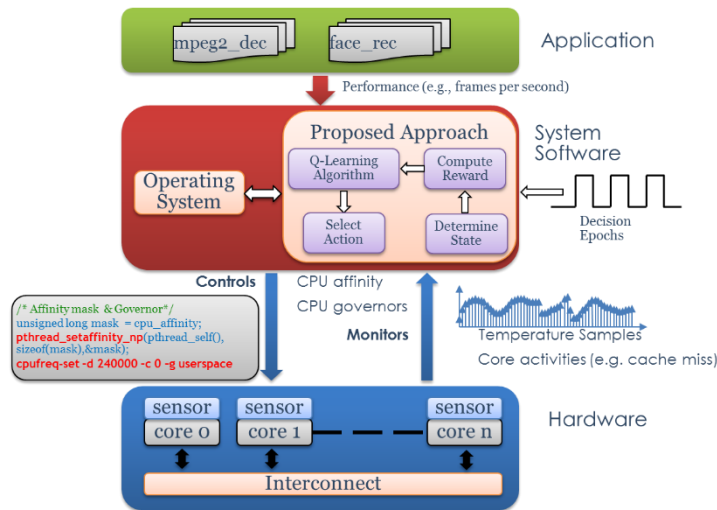 mpeg2_dec
face_rec
Application
Performance (e.g., frames per second)
Proposed Approach
System
Software
Q-Learning
Algorithm
Compute
Reward
Operating
System
Select
Action
Determine
State
Decision
Epochs
Controls
CPU affinity
CPU governors
Monitors
/* Affinity mask & Governor*/
unsigned long mask = cpu_affinity;
pthread_setaffinity_np(pthread_self(),
sizeof(mask),&mask);
cpufreq-set -d 240000 -c 0 -g userspace
Temperature Samples
Core activities (e.g. cache miss)
sensor
sensor
sensor
Hardware
core 0
core 1
core n
Interconnect